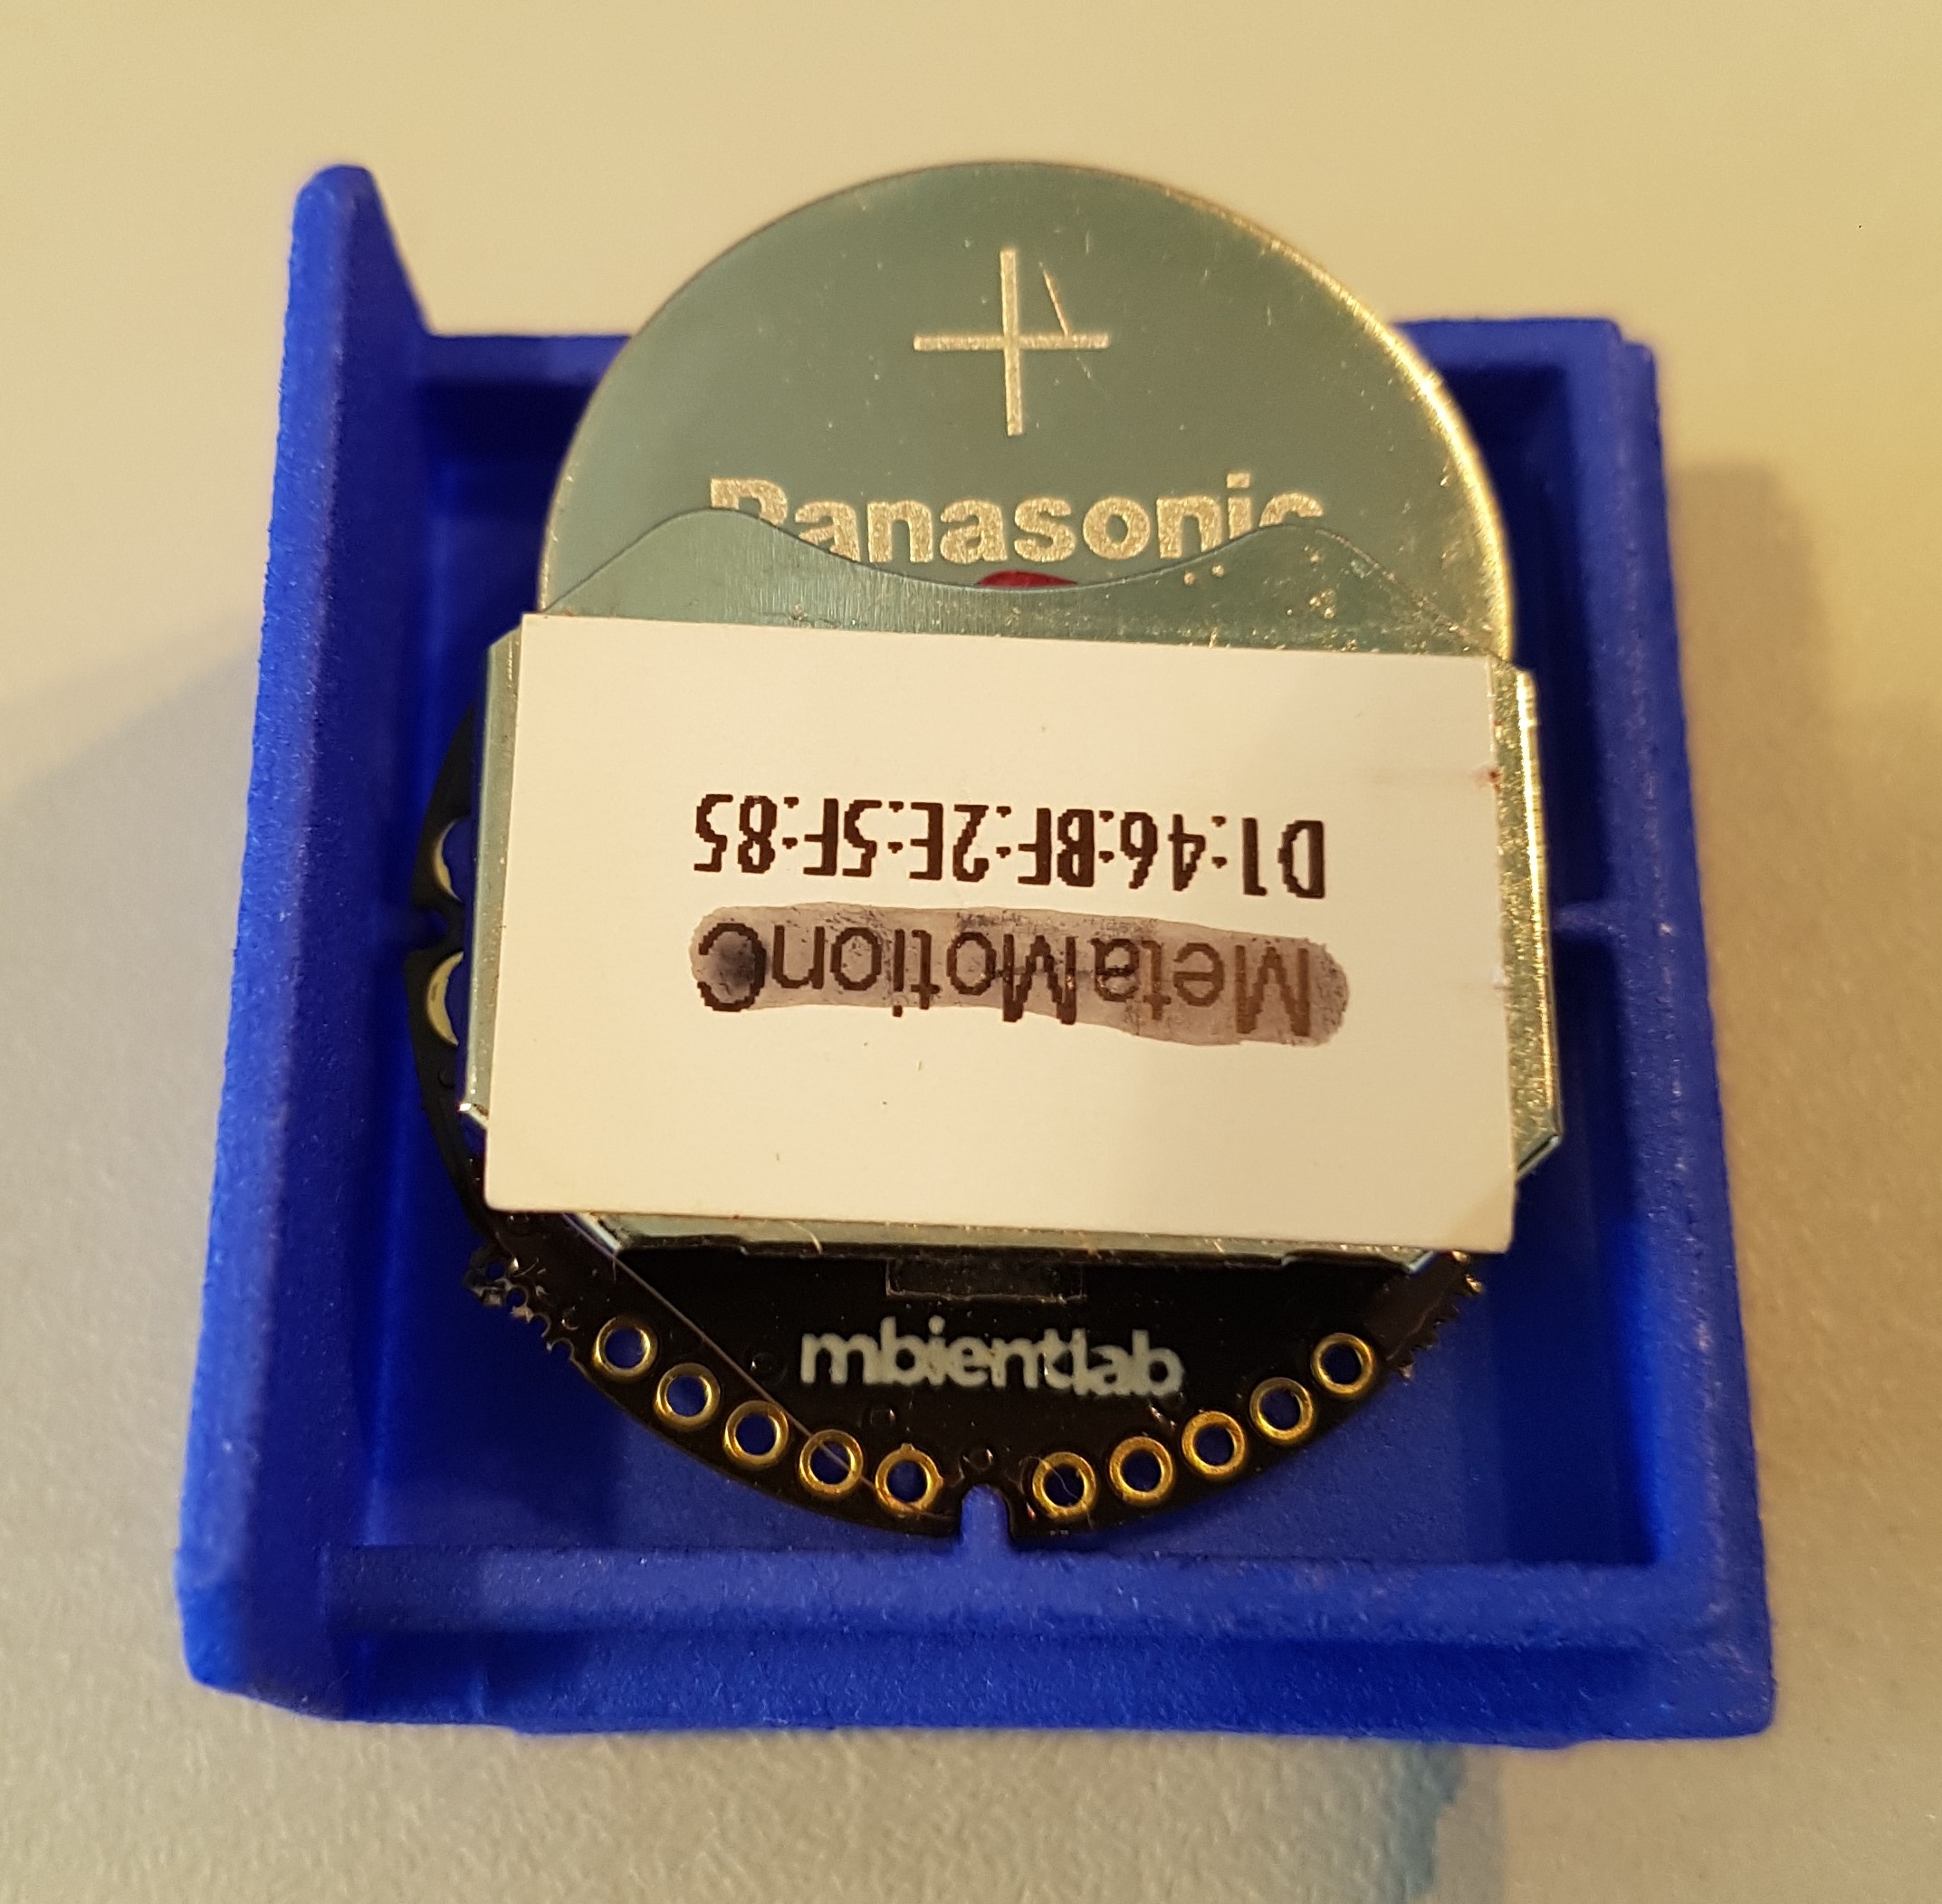 +
Panasonic
MetaMotionC
D1:46:BF:2E:5F:85
mbientlab